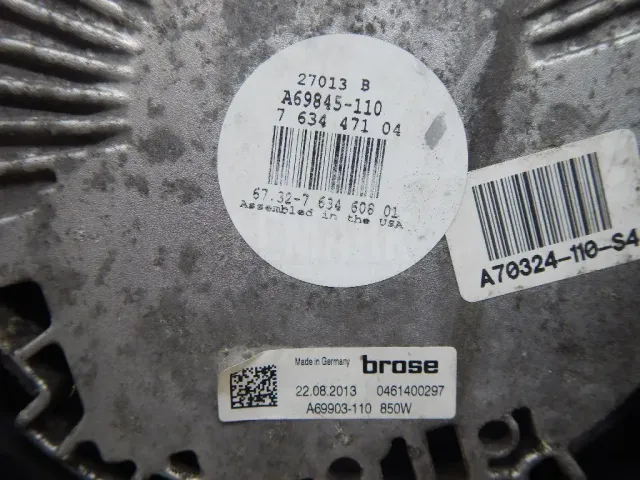 27013 B
A69845-110
7 634 471 04
67.32-7 634 608 01
Assembled in the USA
A70324-110-S4
Made in Germany brose
22.08.2013 0461400297
A69903-110 850W